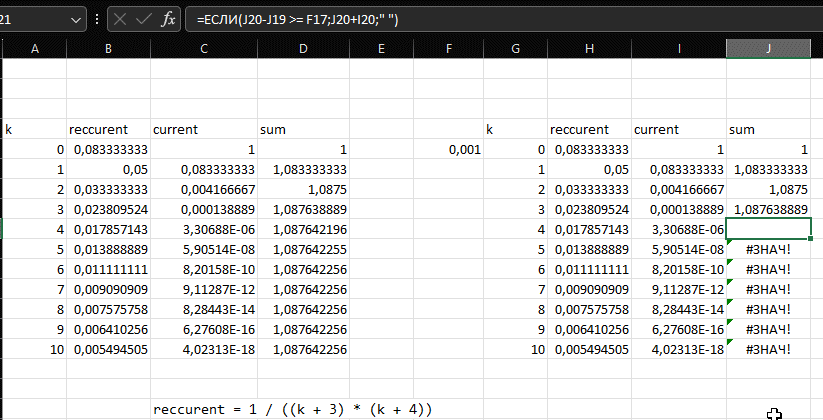 21 fx =ЕСЛИ(J20-J19 >= F17;J20+I20;" ")
A B C D E F G H I J
k reccurent current sum k reccurent current sum
0 0,083333333 1 1 0,001 0 0,083333333 1 1
1 0,05 0,083333333 1,083333333 1 0,05 0,083333333 1,083333333
2 0,033333333 0,004166667 1,0875 2 0,033333333 0,004166667 1,0875
3 0,023809524 0,000138889 1,087638889 3 0,023809524 0,000138889 1,087638889
4 0,017857143 3,30688E-06 1,087642196 4 0,017857143 3,30688E-06
5 0,013888889 5,90514E-08 1,087642255 5 0,013888889 5,90514E-08 #ЗНАЧ!
6 0,011111111 8,20158E-10 1,087642256 6 0,011111111 8,20158E-10 #ЗНАЧ!
7 0,009090909 9,11287E-12 1,087642256 7 0,009090909 9,11287E-12 #ЗНАЧ!
8 0,007575758 8,28443E-14 1,087642256 8 0,007575758 8,28443E-14 #ЗНАЧ!
9 0,006410256 6,27608E-16 1,087642256 9 0,006410256 6,27608E-16 #ЗНАЧ!
10 0,005494505 4,02313E-18 1,087642256 10 0,005494505 4,02313E-18 #ЗНАЧ!
reccurent = 1 / ((k + 3) * (k + 4))